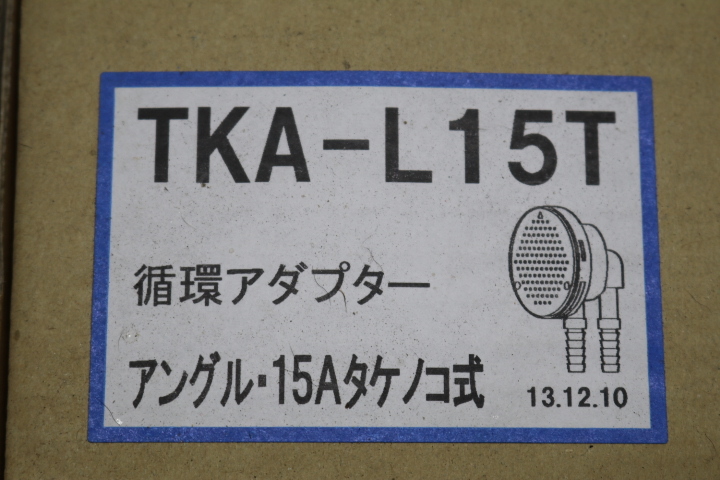 TKA-L15T
循環アダプター
アングル・15Aタケノコ式
13.12.10